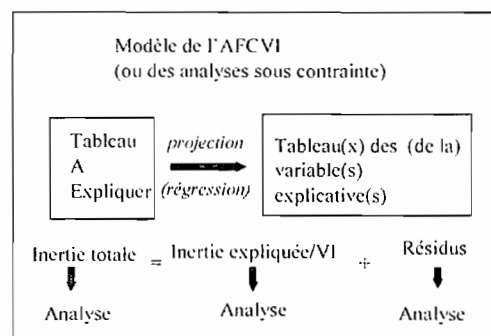 Modèle de l'AFCVI
(ou des analyses sous contrainte)
Tableau
A
Expliquer
projection
(régression)
Tableau(x) des (de la)
variable(s)
explicative(s)
Inertie totale = Inertie expliquée/VI + Résidus
Analyse Analyse Analyse